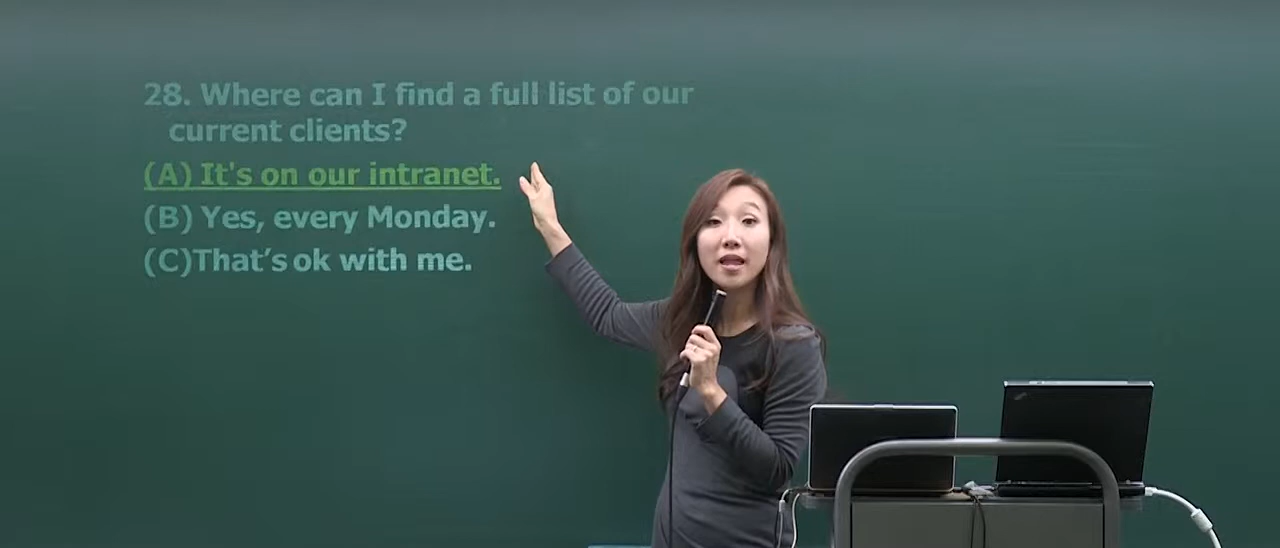 28. Where can I find a full list of our
current clients?
(A) It's on our intranet.
(B) Yes, every Monday.
(C)That’s ok with me.